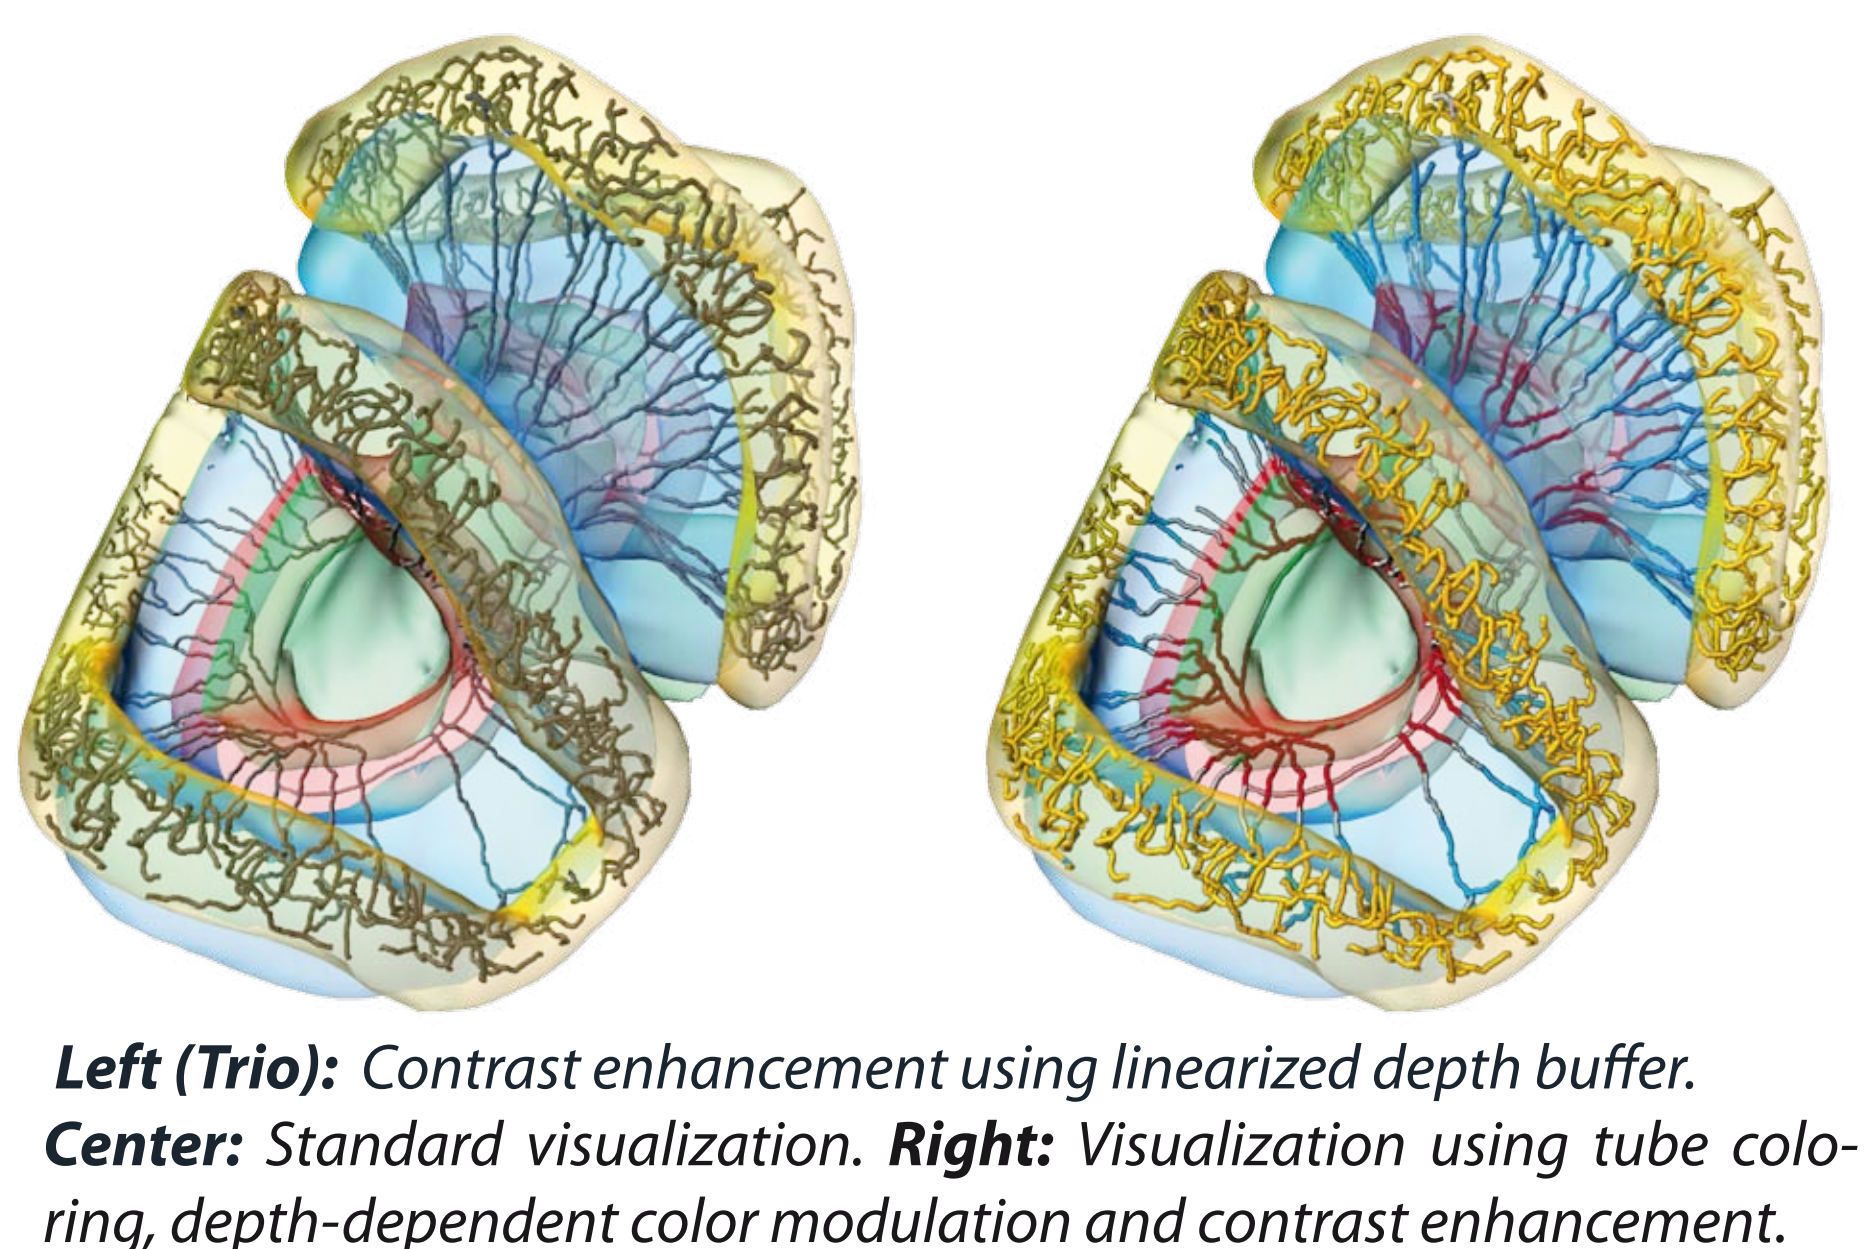 Left (Trio): Contrast enhancement using linearized depth buffer.
Center: Standard visualization. Right: Visualization using tube colo-
ring, depth-dependent color modulation and contrast enhancement.